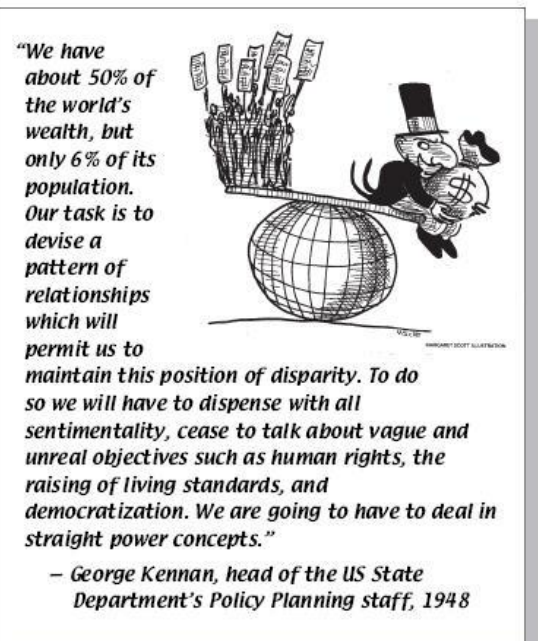 “We have
about 50% of
the world’s
wealth, but
only 6% of its
population.
Our task is to
devise a
pattern of
relationships
which will
permit us to
maintain this position of disparity. To do
so we will have to dispense with all
sentimentality, cease to talk about vague and
unreal objectives such as human rights, the
raising of living standards, and
democratization. We are going to have to deal in
straight power concepts.”
– George Kennan, head of the US State
Department’s Policy Planning staff, 1948
$
MARGARET SCOTT ILLUSTRATION